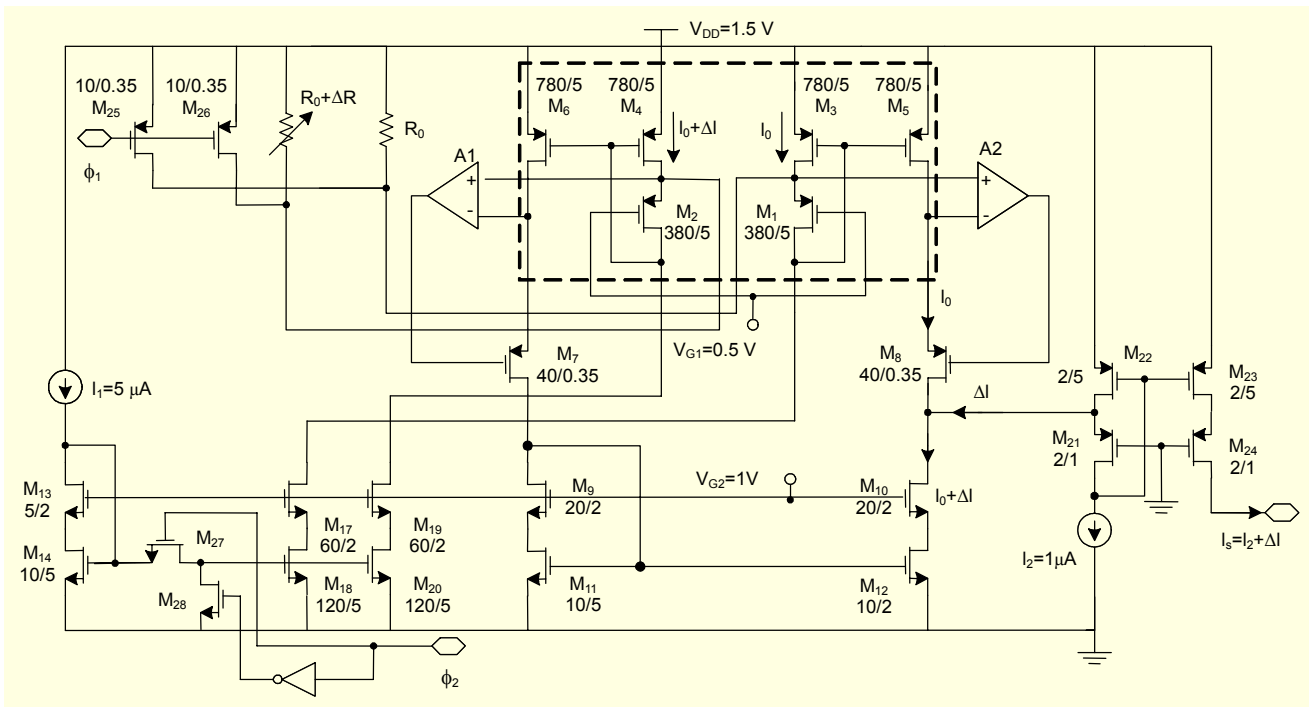 V_DD=1.5 V
10/0.35
M25
10/0.35
M26
R0+ΔR
R0
780/5
M6
780/5
M4
780/5
M3
780/5
M5
I0+ΔI
I0
A1
A2
+
-
+
-
ϕ1
M2
380/5
M1
380/5
I0
V_G1=0.5 V
M7
40/0.35
M8
40/0.35
I1=5 μA
ΔI
M22
2/5
M23
2/5
M21
2/1
M24
2/1
V_G2=1V
M13
5/2
M17
60/2
M19
60/2
M9
20/2
M10
20/2
I0+ΔI
M14
10/5
M27
M28
M18
120/5
M20
120/5
M11
10/5
M12
10/2
I2=1μA
Is=I2+ΔI
ϕ2